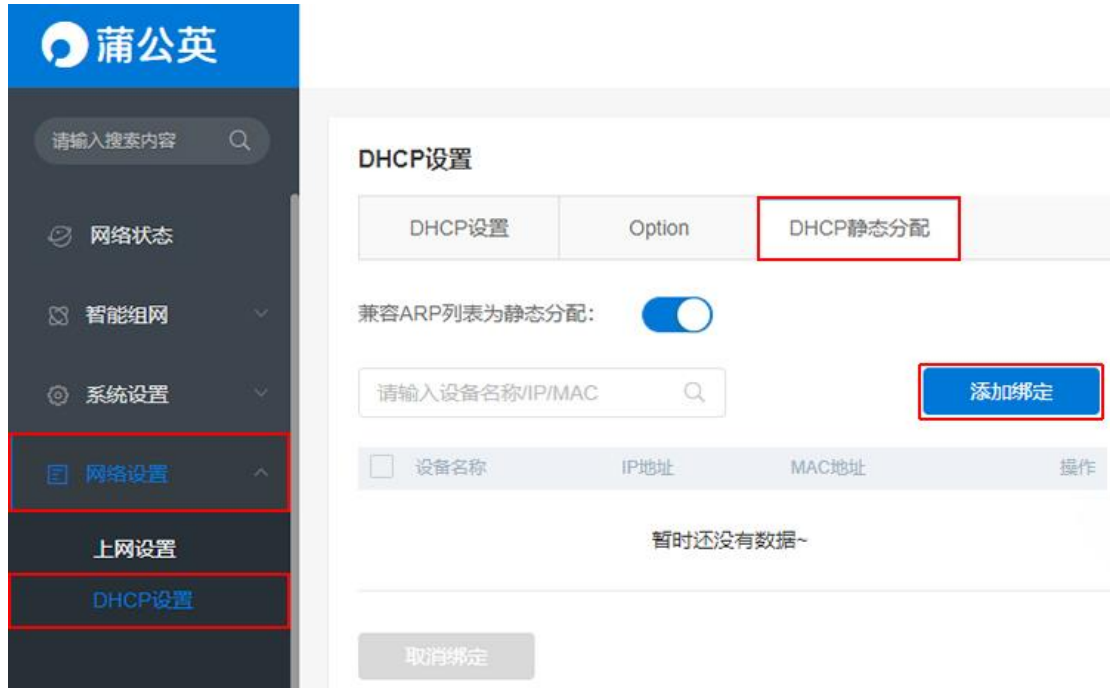 蒲公英
请输入搜索内容
网络状态
智能组网
系统设置
网络设置
上网设置
DHCP设置
DHCP设置
DHCP设置 Option DHCP静态分配
兼容ARP列表为静态分配：
请输入设备名称/IP/MAC 添加绑定
设备名称 IP地址 MAC地址 操作
暂时还没有数据~
取消绑定